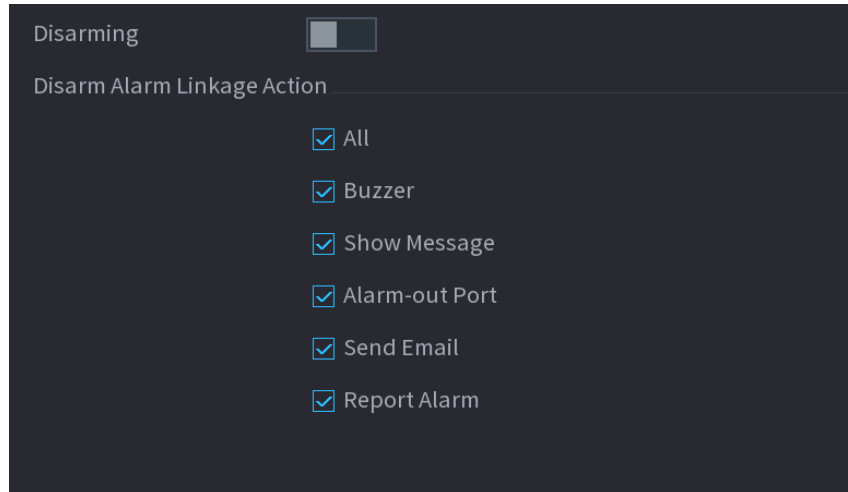 Disarming
Disarm Alarm Linkage Action
All
Buzzer
Show Message
Alarm-out Port
Send Email
Report Alarm